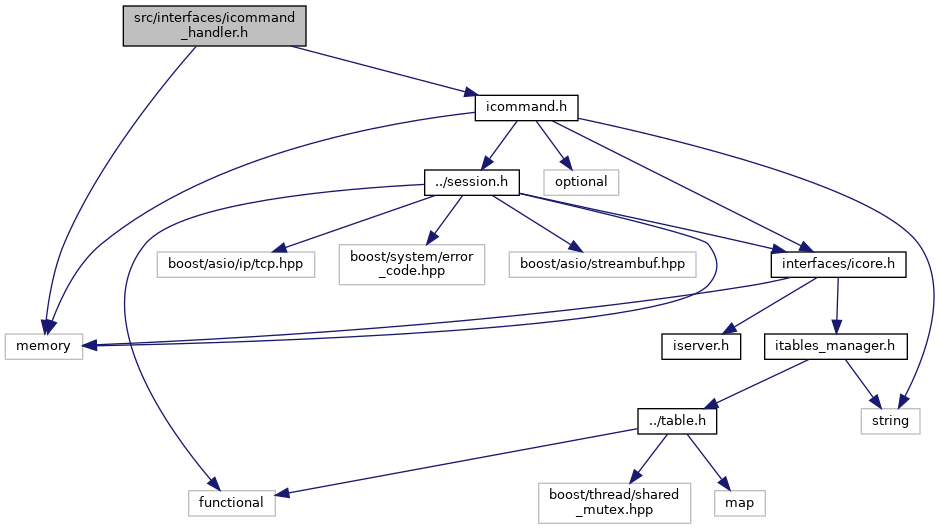 src/interfaces/icommand
_handler.h
icommand.h
../session.h
optional
boost/asio/ip/tcp.hpp
boost/system/error
_code.hpp
boost/asio/streambuf.hpp
interfaces/icore.h
memory
iserver.h
itables_manager.h
../table.h
string
functional
boost/thread/shared
_mutex.hpp
map